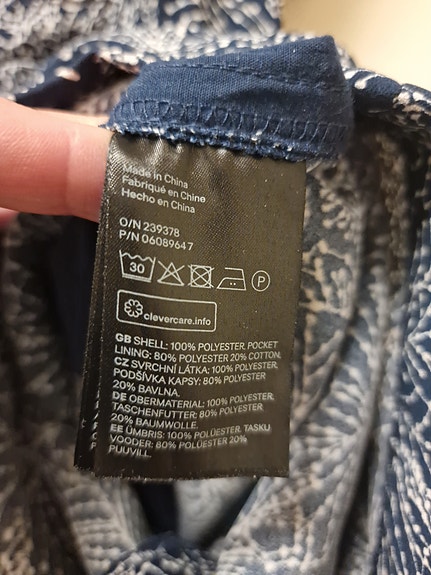 Made in China
Fabriqué en Chine
Hecho en China
O/N 239378
P/N 06089647
30
P
clevercare.info
GB SHELL: 100% POLYESTER, POCKET
LINING: 80% POLYESTER 20% COTTON.
CZ SVRCHNÍ LÁTKA: 100% POLYESTER,
PODŠÍVKA KAPSY: 80% POLYESTER
20% BAVLNA.
DE OBERMATERIAL: 100% POLYESTER,
TASCHENFUTTER: 80% POLYESTER
20% BAUMWOLLE.
EE ÜMBRIS: 100% POLÜESTER, TASKU
VOODER: 80% POLÜESTER 20%
PUUVILL.